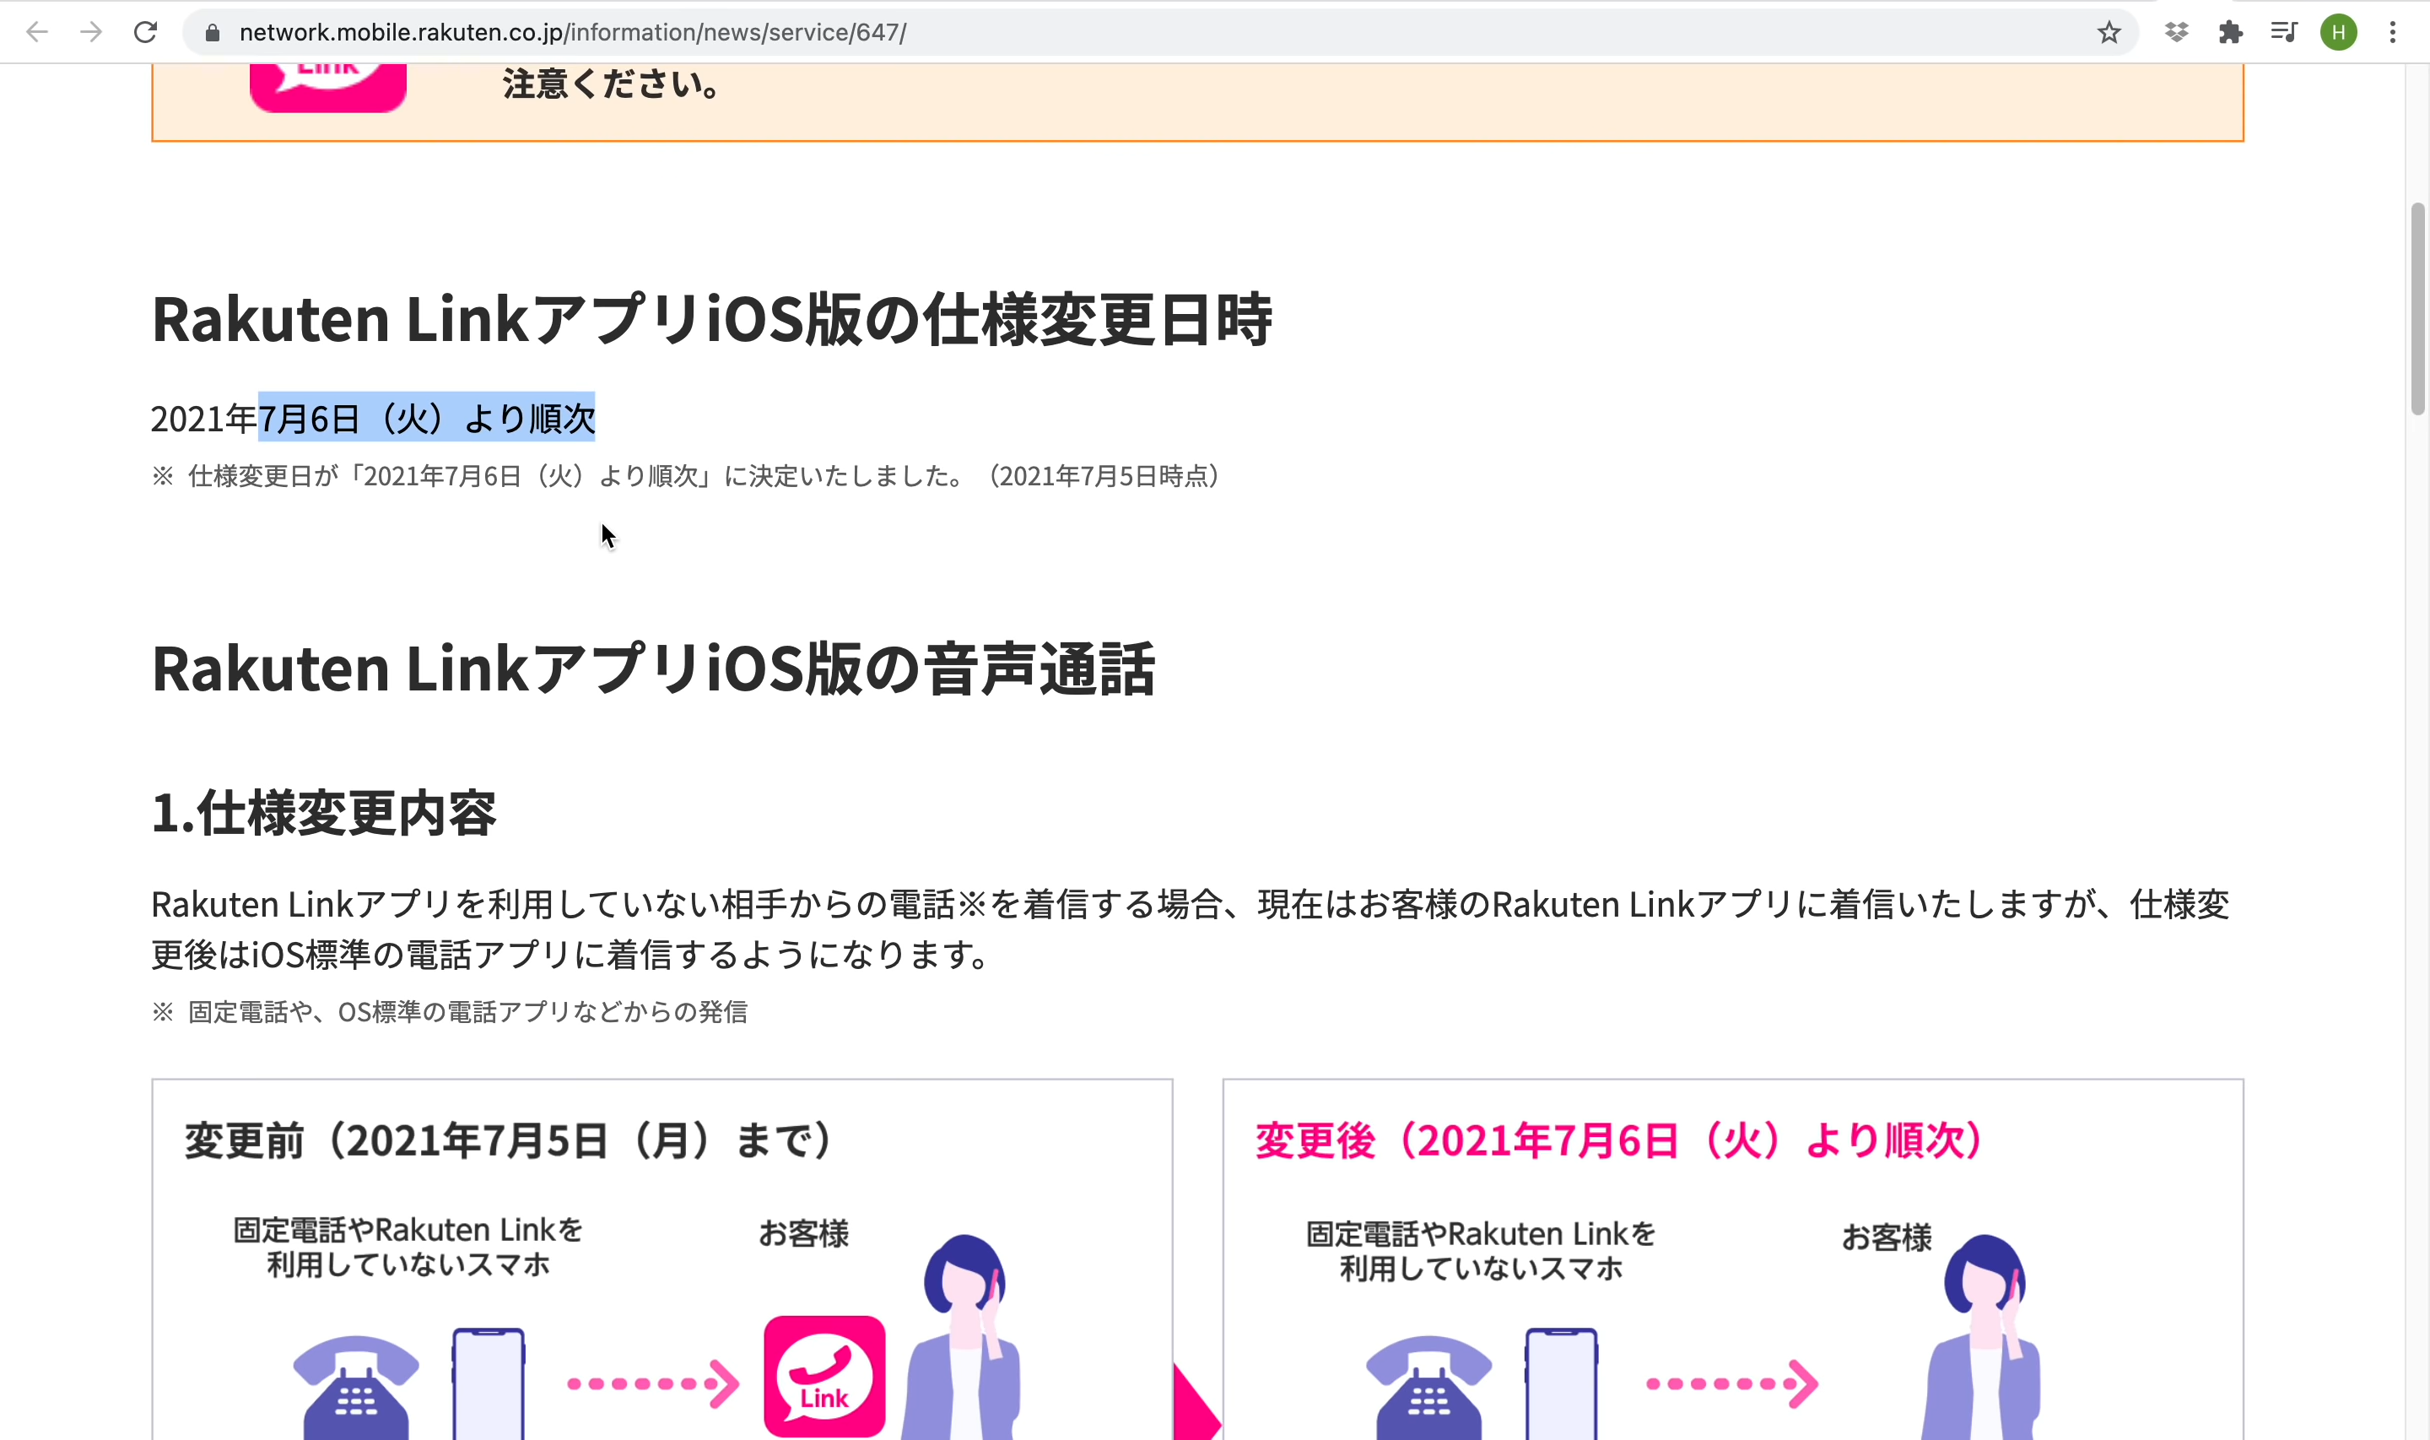 network.mobile.rakuten.co.jp/information/news/service/647/
H
Link
注意ください。
Rakuten LinkアプリiOS版の仕様変更日時
2021年7月6日（火）より順次
※ 仕様変更日が「2021年7月6日（火）より順次」に決定いたしました。（2021年7月5日時点）
Rakuten LinkアプリiOS版の音声通話
1.仕様変更内容
Rakuten Linkアプリを利用していない相手からの電話※を着信する場合、現在はお客様のRakuten Linkアプリに着信いたしますが、仕様変
更後はiOS標準の電話アプリに着信するようになります。
※ 固定電話や、OS標準の電話アプリなどからの発信
変更前（2021年7月5日（月）まで）
固定電話やRakuten Linkを
利用していないスマホ
お客様
Link
変更後（2021年7月6日（火）より順次）
固定電話やRakuten Linkを
利用していないスマホ
お客様